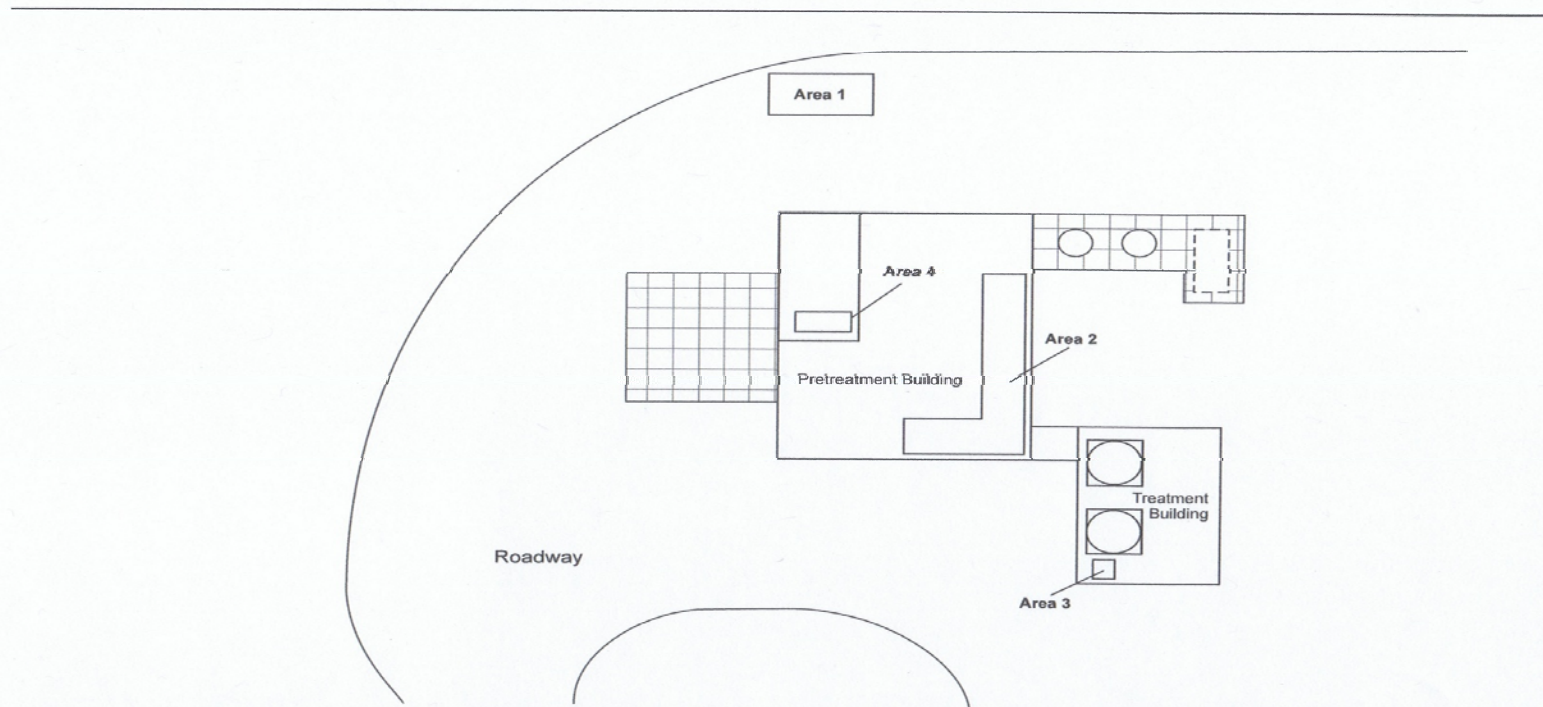 Area 1
Area 4
Area 2
Pretreatment Building
Treatment
Building
Roadway
Area 3